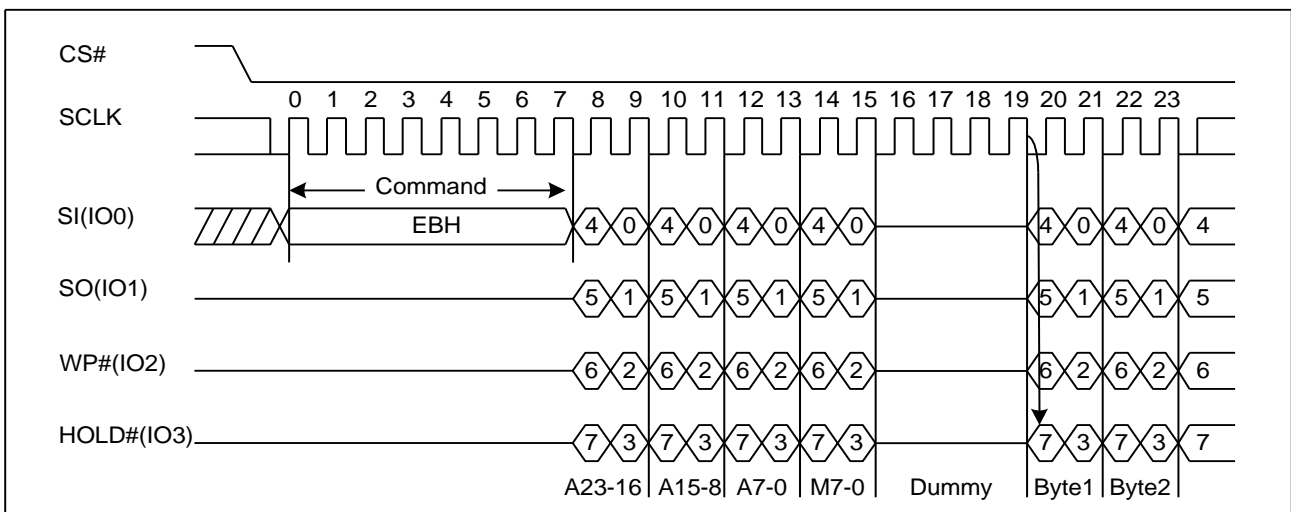 CS#
0 1 2 3 4 5 6 7 8 9 10 11 12 13 14 15 16 17 18 19 20 21 22 23
SCLK
Command
SI(IO0) EBH 4 0 4 0 4 0 4 0 4 0 4 0 4
SO(IO1) 5 1 5 1 5 1 5 1 5 1 5 1 5
WP#(IO2) 6 2 6 2 6 2 6 2 6 2 6 2 6
HOLD#(IO3) 7 3 7 3 7 3 7 3 7 3 7 3 7
A23-16 A15-8 A7-0 M7-0 Dummy Byte1 Byte2